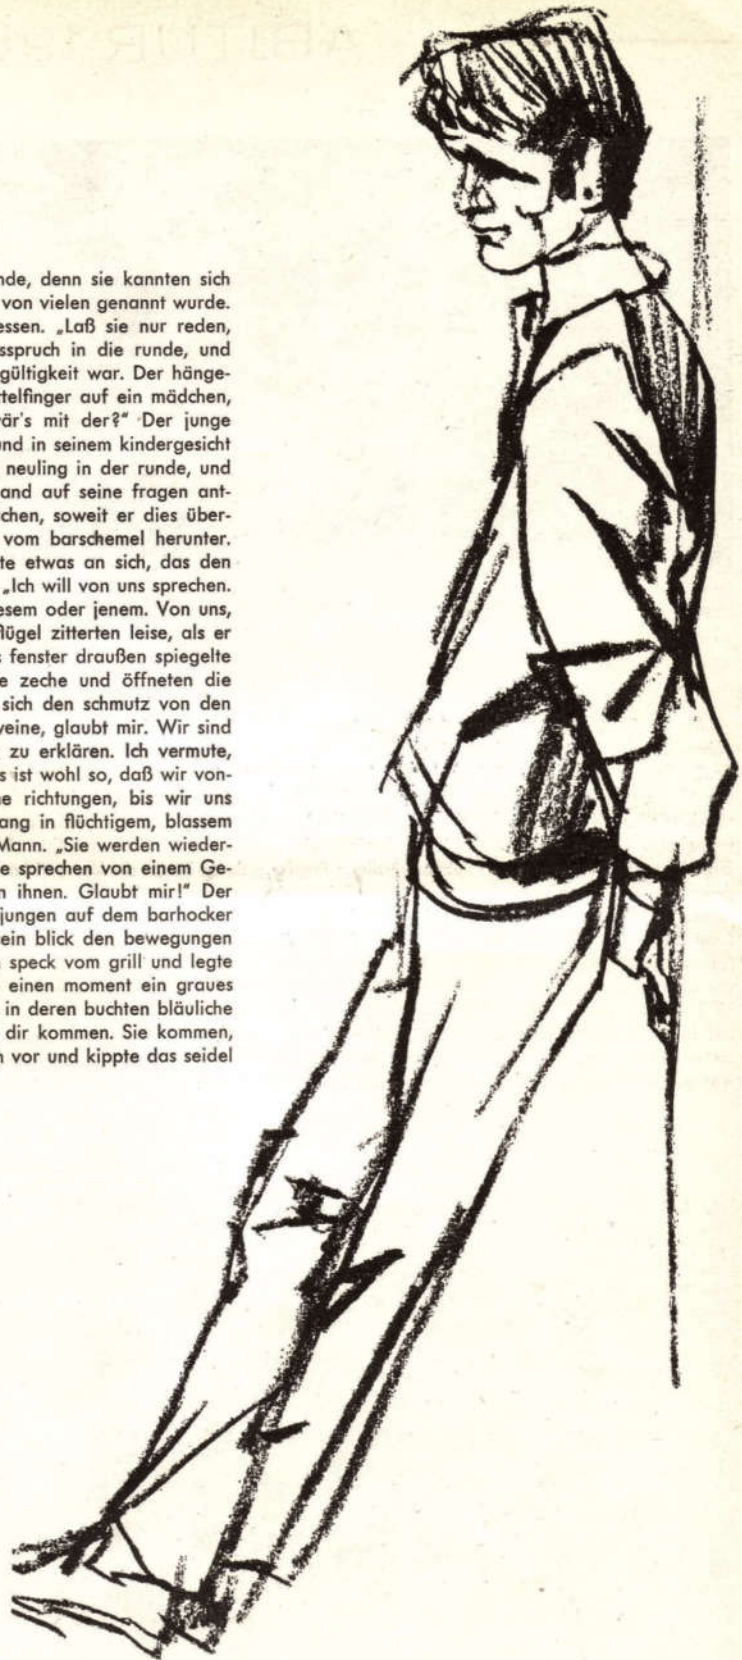 nde, denn sie kannten sich
von vielen genannt wurde.
essen. „Laß sie nur reden,
sspruch in die runde, und
gültigkeit war. Der hänge-
telfinger auf ein mädchen,
vär's mit der?“ Der junge
und in seinem kindergesicht
neuling in der runde, und
and auf seine fragen ant-
chen, soweit er dies über-
vom barschemel herunter.
te etwas an sich, das den
„Ich will von uns sprechen.
esem oder jenem. Von uns,
flügel zitterten leise, als er
s fenster draußen spiegelte
e zeche und öffneten die
sich den schmutz von den
veine, glaubt mir. Wir sind
zu erklären. Ich vermute,
s ist wohl so, daß wir von-
ne richtungen, bis wir uns
ang in flüchtigem, blassem
Mann. „Sie werden wieder-
e sprechen von einem Ge-
n ihnen. Glaubt mir!“ Der
jungen auf dem barhocker
ein blick den bewegungen
speck vom grill und legte
einen moment ein graues
in deren buchten bläuliche
dir kommen. Sie kommen,
n vor und kippte das seidel